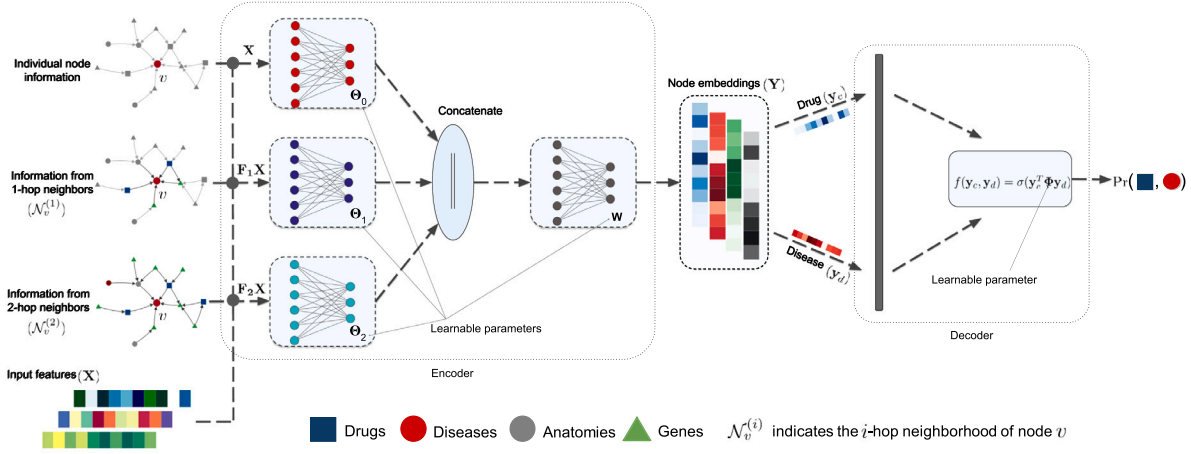 Individual node
information
v
X
Θ0
Information from
1-hop neighbors
(𝒩v(1))
v
F1X
Θ1
Information from
2-hop neighbors
(𝒩v(2))
v
F2X
Θ2
Input features (X)
Concatenate
||
W
Learnable parameters
Encoder
Node embeddings (Y)
Drug (yc)
Disease (yd)
f(yc, yd) = σ(ycT Φyd)
Pr( , )
Learnable parameter
Decoder
Drugs
Diseases
Anatomies
Genes
𝒩v(i) indicates the i-hop neighborhood of node v